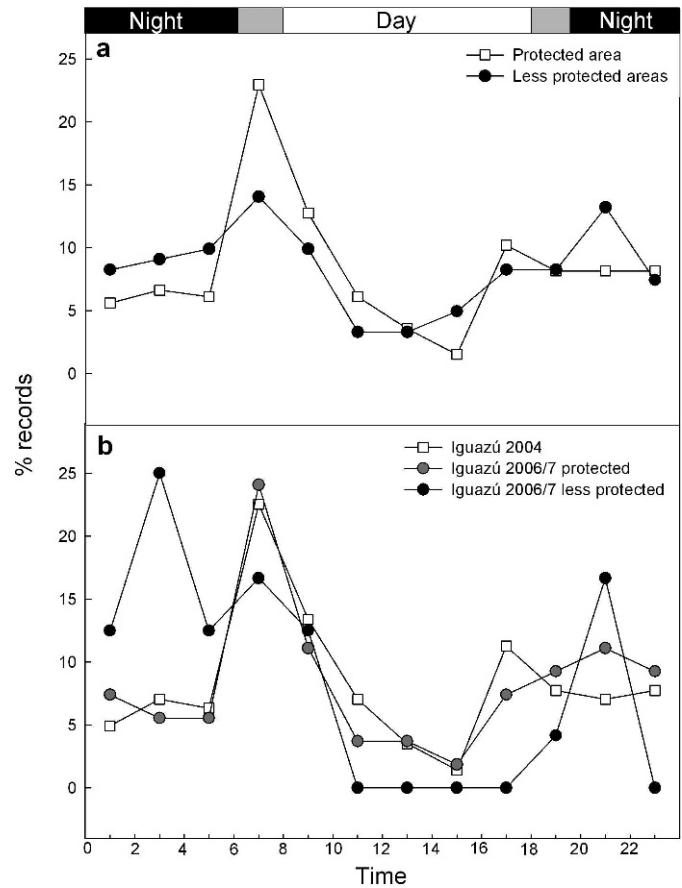 Night Day Night
a
Protected area
Less protected areas
25
20
15
10
5
0
% records
b
Iguazú 2004
Iguazú 2006/7 protected
Iguazú 2006/7 less protected
25
20
15
10
5
0
0 2 4 6 8 10 12 14 16 18 20 22
Time